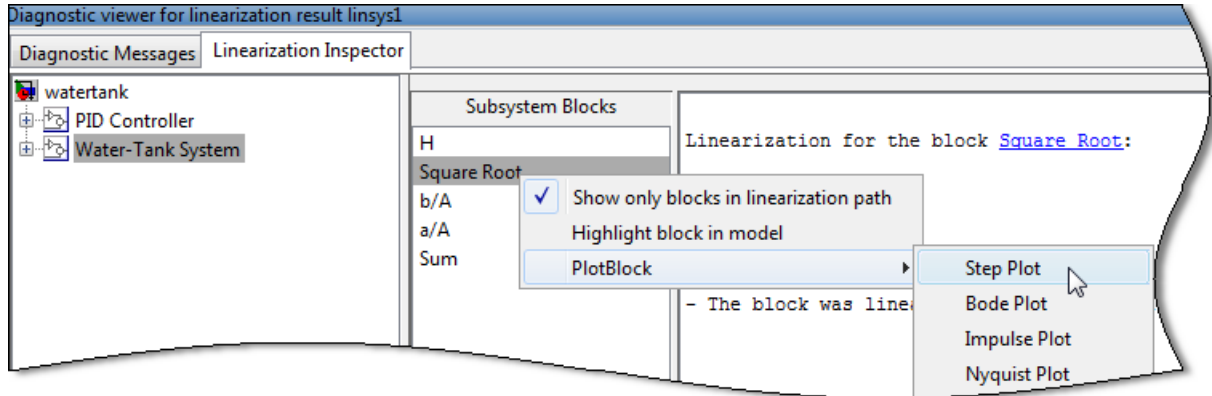 Diagnostic viewer for linearization result linsys1
Diagnostic Messages
Linearization Inspector
watertank
PID Controller
Water-Tank System
Subsystem Blocks
H
Square Root
b/A
a/A
Sum
Linearization for the block Square Root:
Show only blocks in linearization path
Highlight block in model
PlotBlock
Step Plot
Bode Plot
Impulse Plot
Nyquist Plot
- The block was